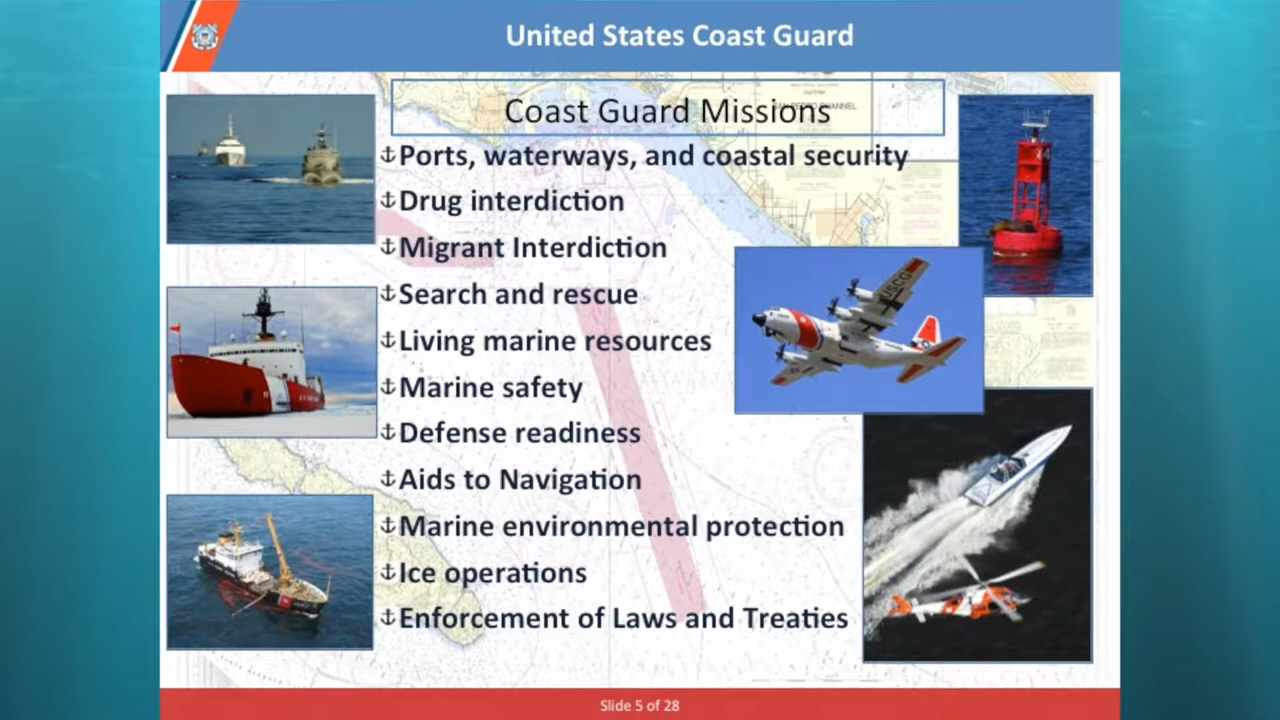 United States Coast Guard
Coast Guard Missions
Ports, waterways, and coastal security
Drug interdiction
Migrant Interdiction
Search and rescue
Living marine resources
Marine safety
Defense readiness
Aids to Navigation
Marine environmental protection
Ice operations
Enforcement of Laws and Treaties
USCG
Slide 5 of 28